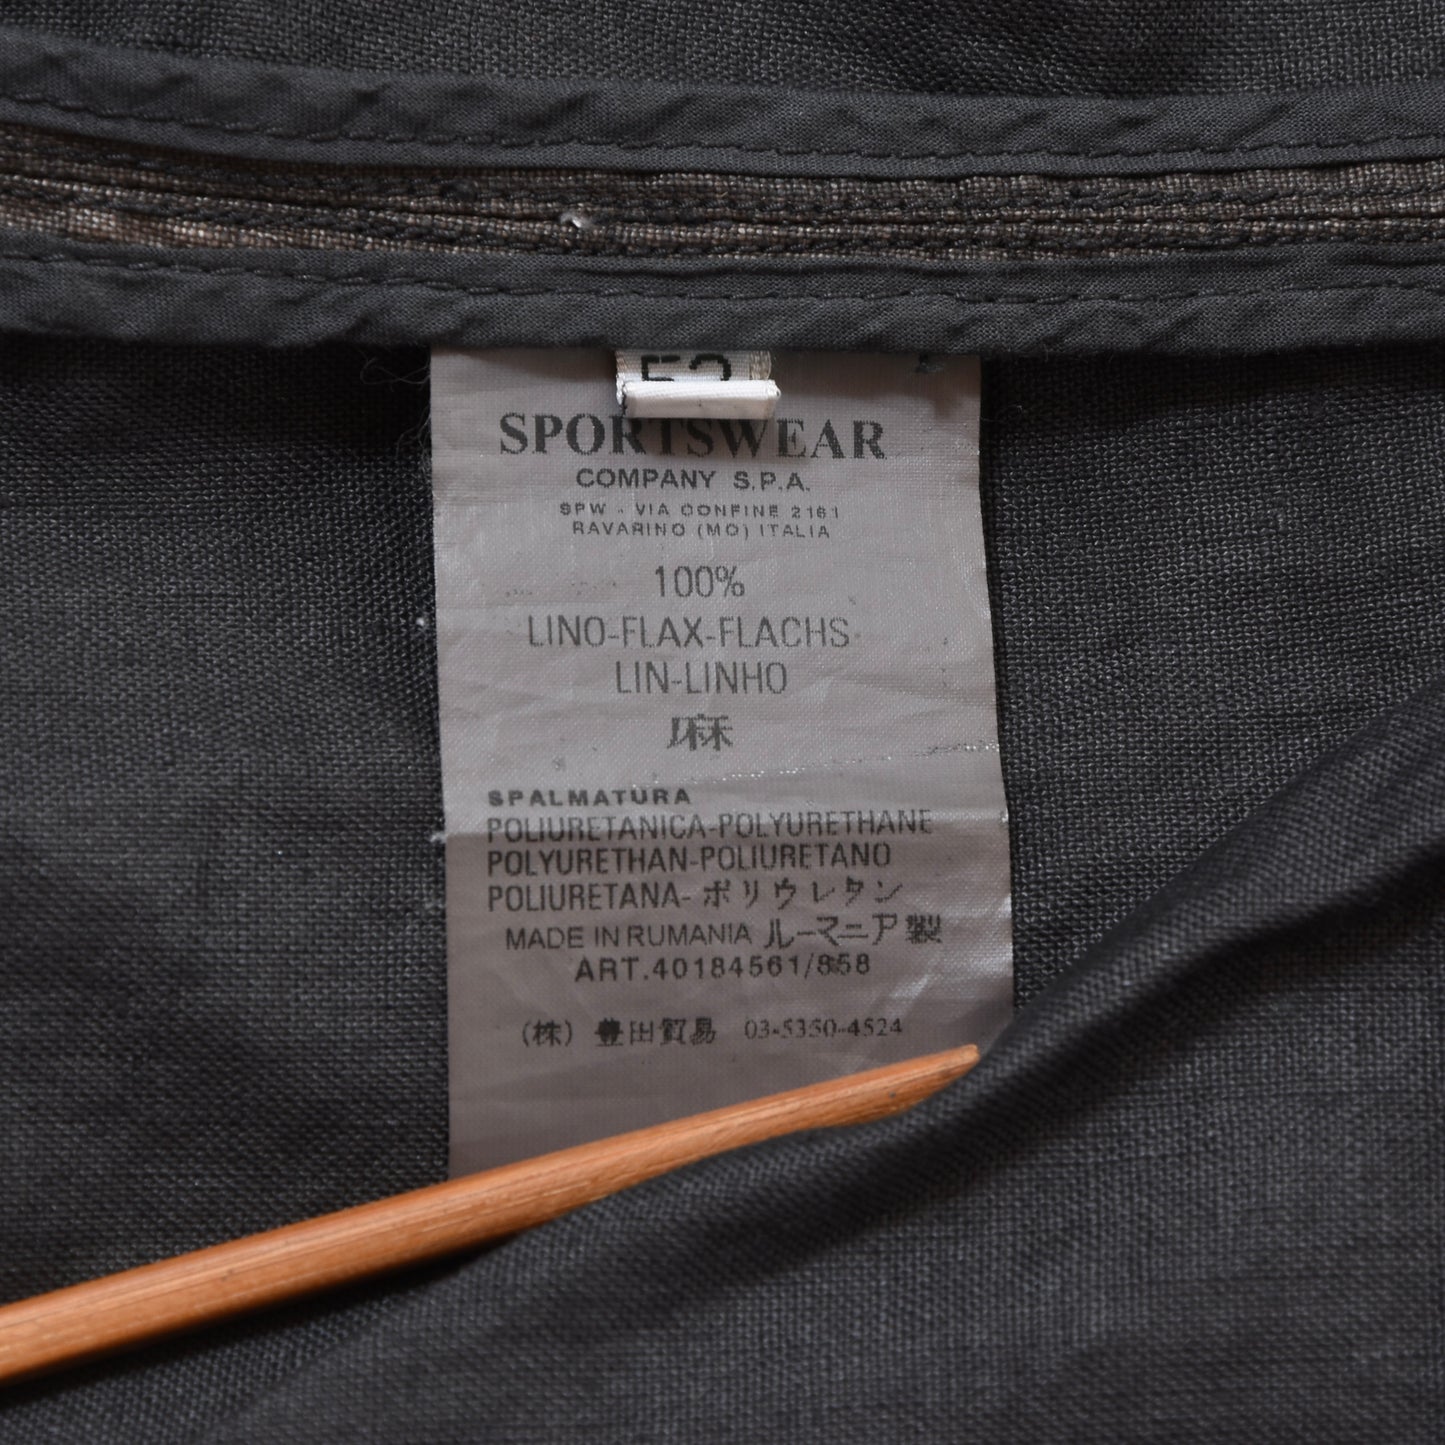 52
SPORTSWEAR
COMPANY S.P.A.
SPW - VIA CONFINE 2161
RAVARINO (MO) ITALIA
100%
LINO-FLAX-FLACHS
LIN-LINHO
麻
SPALMATURA
POLIURETANICA-POLYURETHANE
POLYURETHAN-POLIURETANO
POLIURETANA-ポリウレタン
MADE IN RUMANIA ルーマニア製
ART.40184561/858
(株) 豊田貿易 03-5350-4524